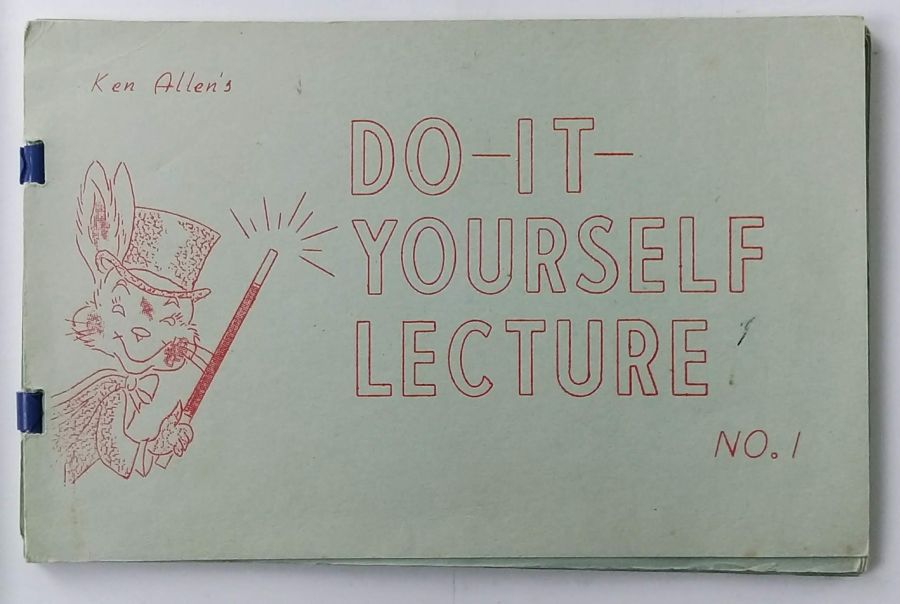 Ken Allen's
DO-IT-
YOURSELF
LECTURE
NO. 1